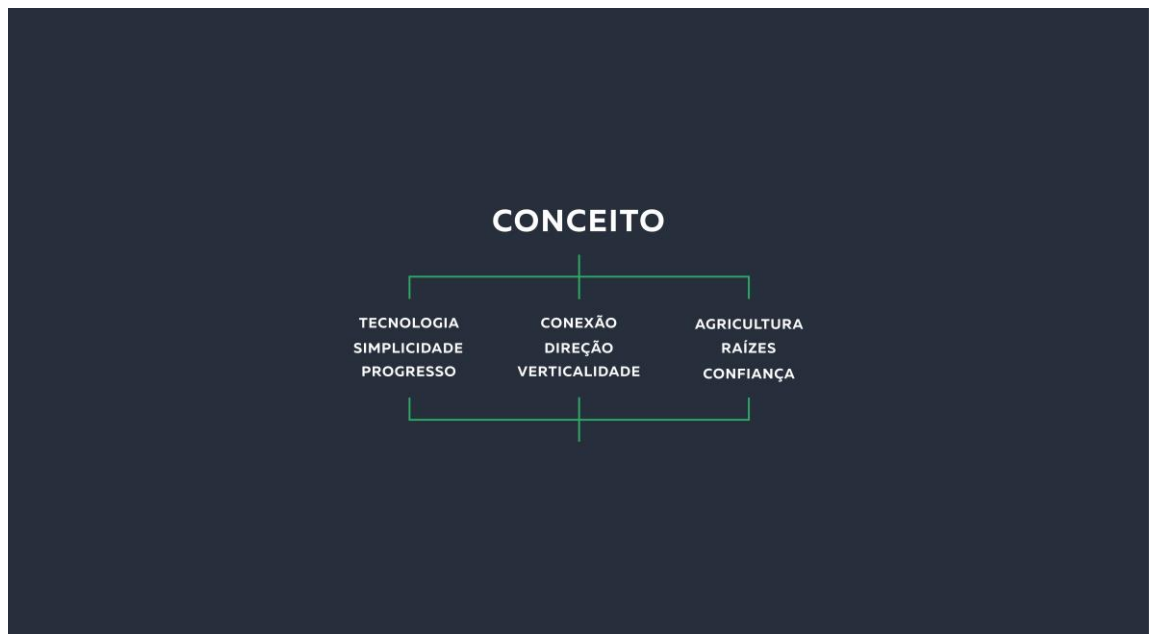 CONCEITO
TECNOLOGIA
SIMPLICIDADE
PROGRESSO
CONEXÃO
DIREÇÃO
VERTICALIDADE
AGRICULTURA
RAÍZES
CONFIANÇA